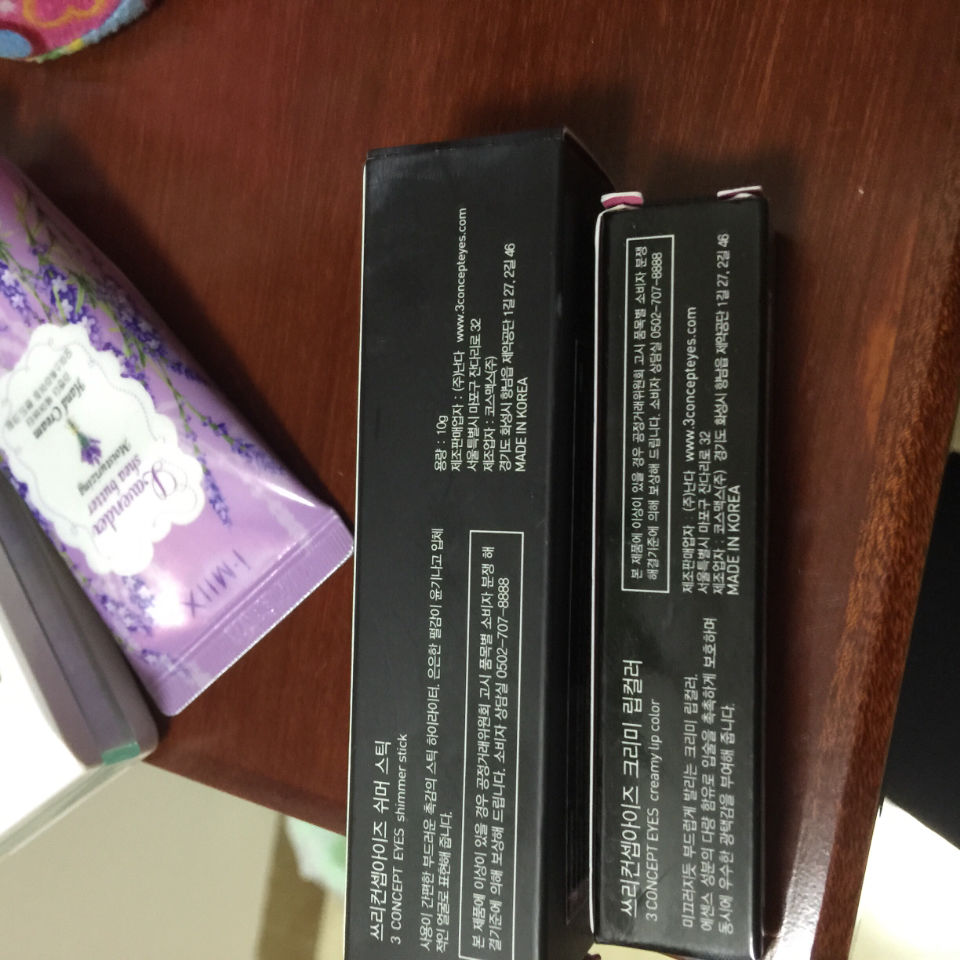 쓰리컨셉아이즈 쉬머 스틱
3 CONCEPT EYES shimmer stick
사용이 간편한 부드러운 촉감의 스틱 하이라이터. 은은한 펄감이 윤기나고 입체
적인 얼굴로 표현해 줍니다.
본 제품에 이상이 있을 경우 공정거래위원회 고시 품목별 소비자 분쟁 해
결기준에 의해 보상해 드립니다. 소비자 상담실 0502-707-8888
용량 : 10g
제조판매업자 : (주)난다 www.3concepteyes.com
서울특별시 마포구 잔다리로 32
제조업자 : 코스맥스(주)
경기도 화성시 향남읍 제약공단 1길 27, 2길 46
MADE IN KOREA
쓰리컨셉아이즈 크리미 립컬러
3 CONCEPT EYES creamy lip color
미끄러지듯 부드럽게 발리는 크리미 립컬러.
에센스 성분의 다량 함유로 입술을 촉촉하게 보호하며
동시에 우수한 광택감을 부여해 줍니다.
본 제품에 이상이 있을 경우 공정거래위원회 고시 품목별 소비자 분쟁
해결기준에 의해 보상해 드립니다. 소비자 상담실 0502-707-8888
제조판매업자 : (주)난다 www.3concepteyes.com
서울특별시 마포구 잔다리로 32
제조업자 : 코스맥스(주) 경기도 화성시 향남읍 제약공단 1길 27, 2길 46
MADE IN KOREA
i·MIIX
Lavender
shea butter
Moisturizing
Hand Cream